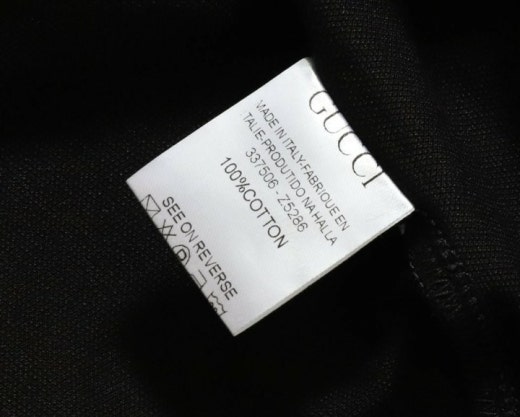 GUCCI
MADE IN ITALY-FABRIQUE EN
TALIE-PRODUTIDO NA HALLA
337506 - Z5286
100%COTTON
SEE ON REVERSE